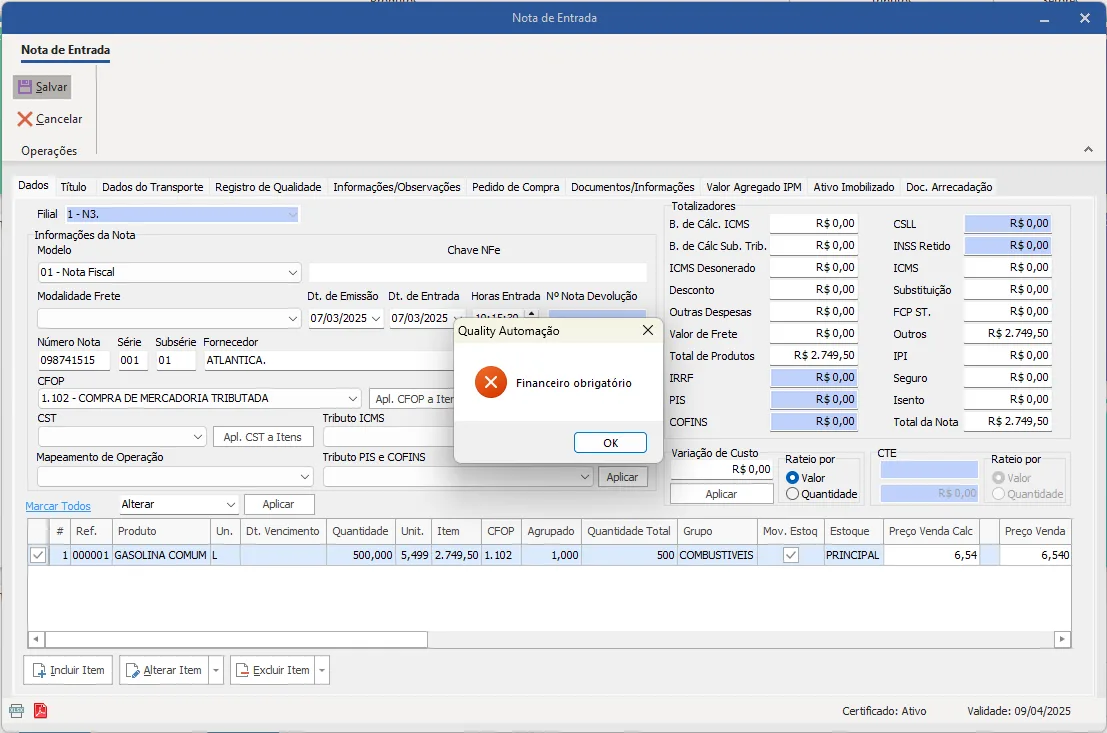 Nota de Entrada
Nota de Entrada
Salvar
Cancelar
Operações
Dados Título Dados do Transporte Registro de Qualidade Informações/Observações Pedido de Compra Documentos/Informações Valor Agregado IPM Ativo Imobilizado Doc. Arrecadação
Filial 1 - N3.
Informações da Nota
Modelo Chave NFe
01 - Nota Fiscal
Modalidade Frete Dt. de Emissão Dt. de Entrada Horas Entrada Nº Nota Devolução
07/03/2025 07/03/2025
Número Nota Série Subsérie Fornecedor
098741515 001 01 ATLANTICA.
CFOP
1.102 - COMPRA DE MERCADORIA TRIBUTADA Apl. CFOP a Iten
CST Tributo ICMS
Apl. CST a Itens
Mapeamento de Operação Tributo PIS e COFINS
Aplicar
Quality Automação
Financeiro obrigatório
OK
Totalizadores
B. de Cálc. ICMS R$ 0,00 CSLL R$ 0,00
B. de Cálc Sub. Trib. R$ 0,00 INSS Retido R$ 0,00
ICMS Desonerado R$ 0,00 ICMS R$ 0,00
Desconto R$ 0,00 Substituição R$ 0,00
Outras Despesas R$ 0,00 FCP ST. R$ 0,00
Valor de Frete R$ 0,00 Outros R$ 2.749,50
Total de Produtos R$ 2.749,50 IPI R$ 0,00
IRRF R$ 0,00 Seguro R$ 0,00
PIS R$ 0,00 Isento R$ 0,00
COFINS R$ 0,00 Total da Nota R$ 2.749,50
Variação de Custo Rateio por CTE Rateio por
R$ 0,00 Valor Valor
Aplicar Quantidade R$ 0,00 Quantidade
Marcar Todos Alterar Aplicar
# Ref. Produto Un. Dt. Vencimento Quantidade Unit. Item CFOP Agrupado Quantidade Total Grupo Mov. Estoq Estoque Preço Venda Calc Preço Venda
1 000001 GASOLINA COMUM L 500,000 5,499 2.749,50 1.102 1,000 500 COMBUSTIVEIS PRINCIPAL 6,54 6,540
Incluir Item Alterar Item Excluir Item
Certificado: Ativo Validade: 09/04/2025